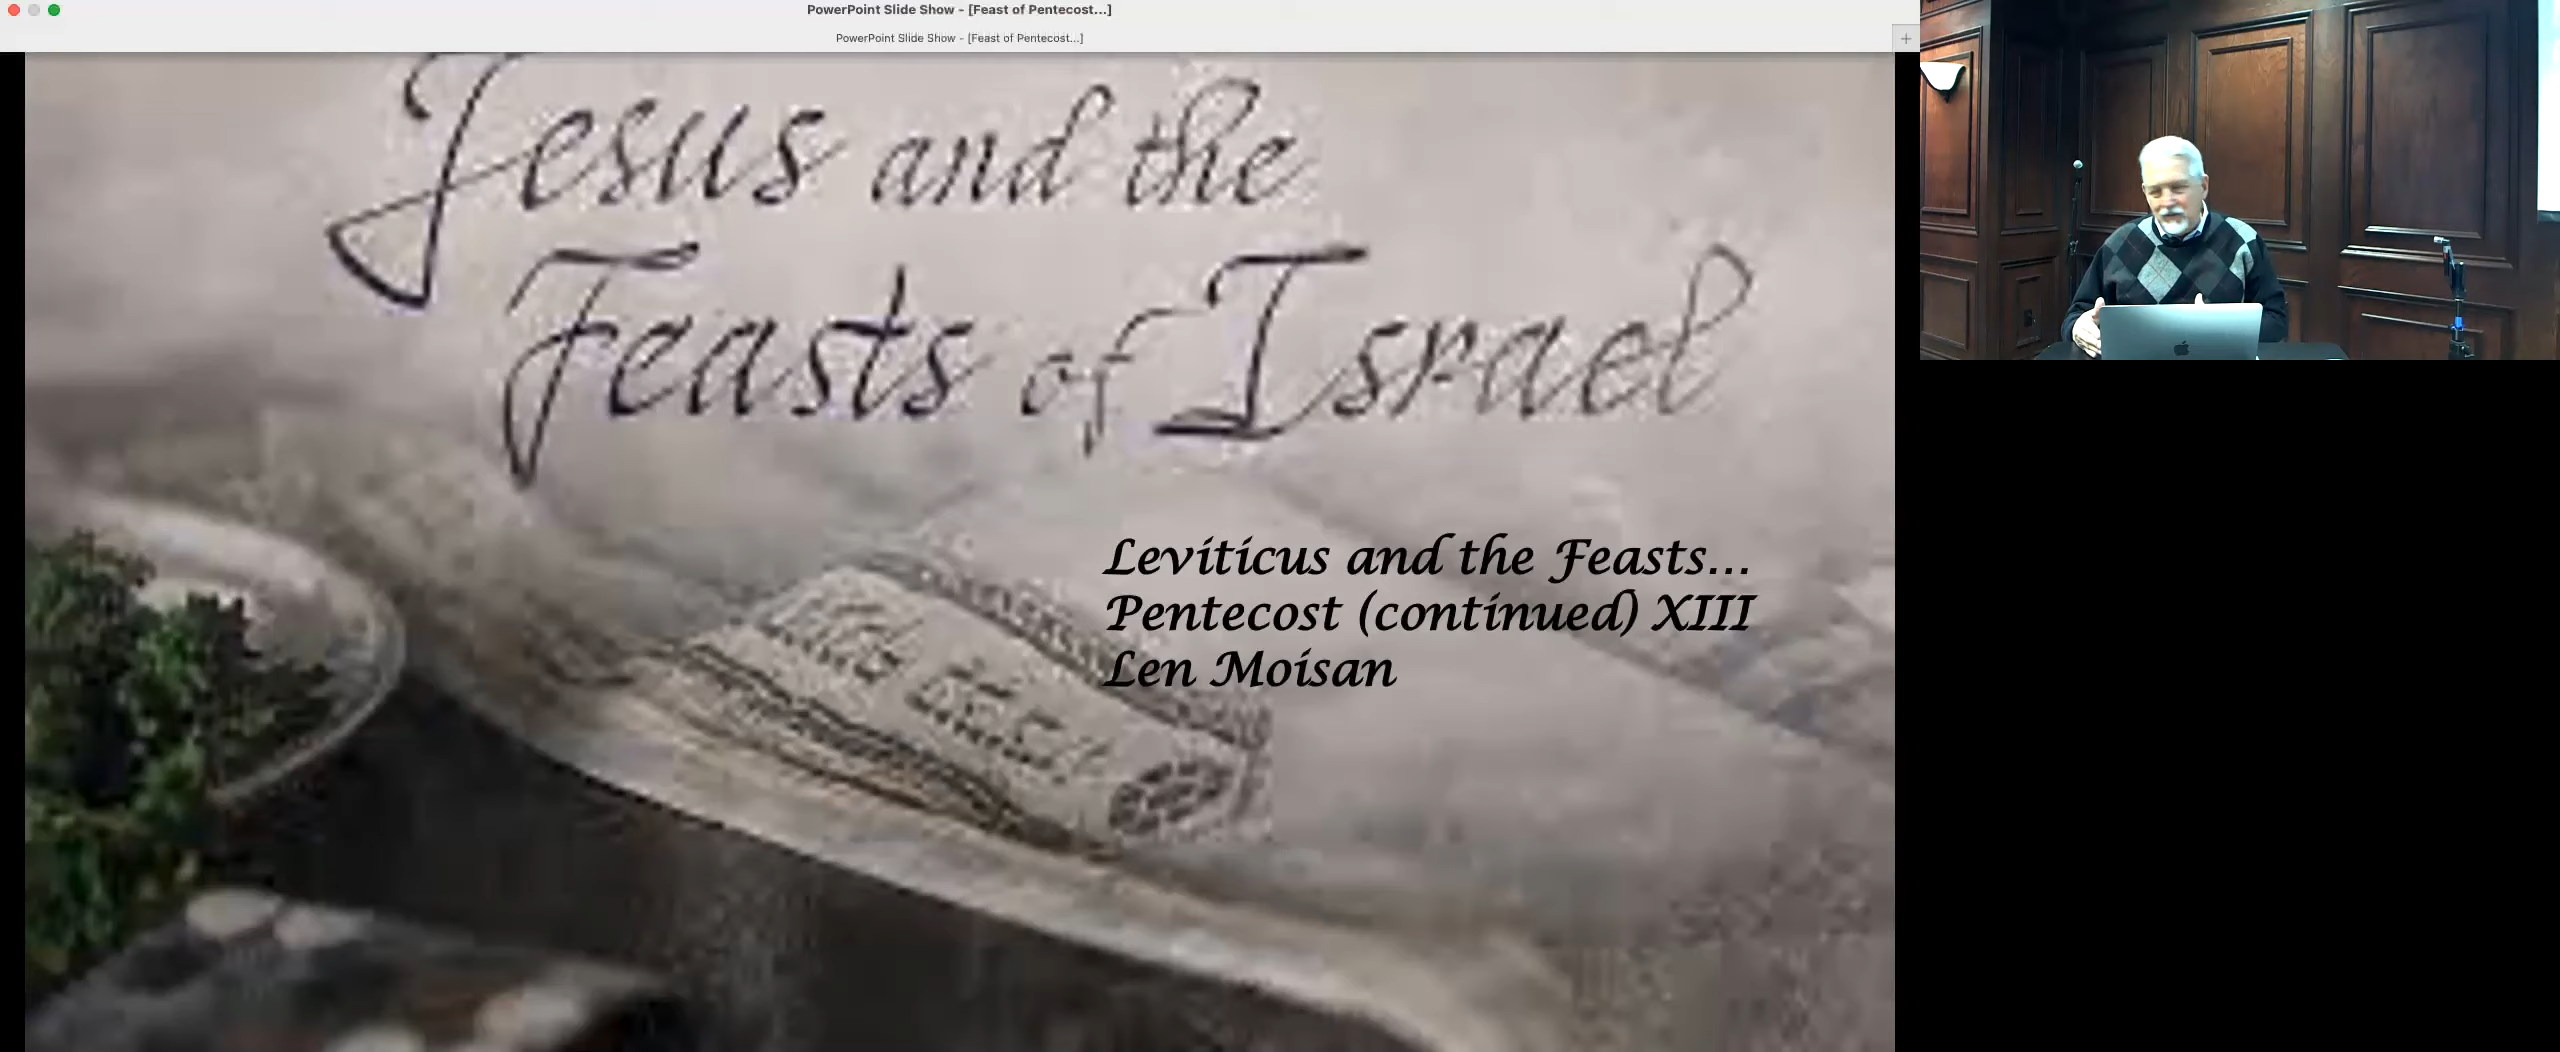 PowerPoint Slide Show - [Feast of Pentecost...]
PowerPoint Slide Show - [Feast of Pentecost...]
Jesus and the
Feasts of Israel
Leviticus and the Feasts...
Pentecost (continued) XIII
Len Moisan